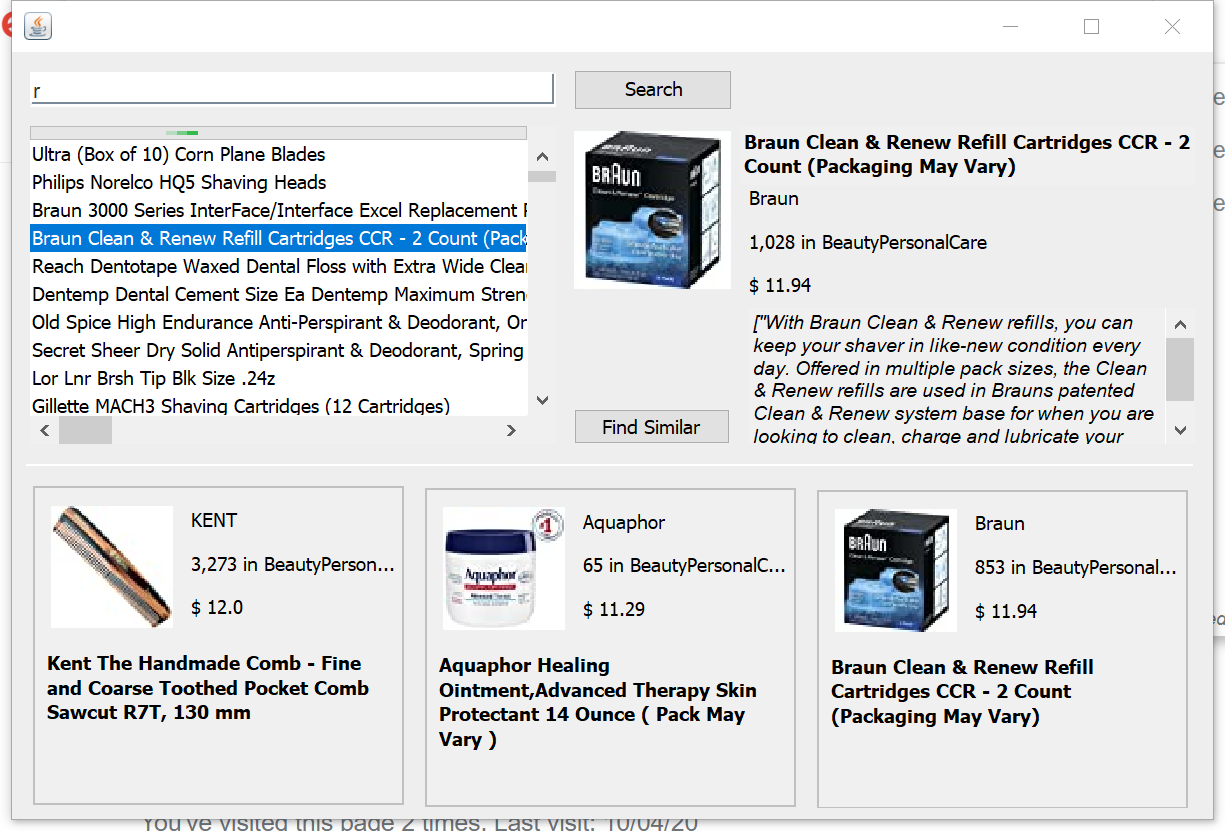 r
Search
Ultra (Box of 10) Corn Plane Blades
Philips Norelco HQ5 Shaving Heads
Braun 3000 Series InterFace/Interface Excel Replacement F
Braun Clean & Renew Refill Cartridges CCR - 2 Count (Pack
Reach Dentotape Waxed Dental Floss with Extra Wide Clear
Dentemp Dental Cement Size Ea Dentemp Maximum Stren
Old Spice High Endurance Anti-Perspirant & Deodorant, Or
Secret Sheer Dry Solid Antiperspirant & Deodorant, Spring
Lor Lnr Brsh Tip Blk Size .24z
Gillette MACH3 Shaving Cartridges (12 Cartridges)
BRAUN
Braun Clean & Renew Refill Cartridges CCR - 2
Count (Packaging May Vary)
Braun
1,028 in BeautyPersonalCare
$ 11.94
["With Braun Clean & Renew refills, you can
keep your shaver in like-new condition every
day. Offered in multiple pack sizes, the Clean
& Renew refills are used in Brauns patented
Clean & Renew system base for when you are
looking to clean, charge and lubricate your
Find Similar
KENT
3,273 in BeautyPerson...
$ 12.0
Kent The Handmade Comb - Fine
and Coarse Toothed Pocket Comb
Sawcut R7T, 130 mm
#1
Aquaphor
Aquaphor
65 in BeautyPersonalC...
$ 11.29
Aquaphor Healing
Ointment,Advanced Therapy Skin
Protectant 14 Ounce ( Pack May
Vary )
BRAUN
Braun
853 in BeautyPersonal...
$ 11.94
Braun Clean & Renew Refill
Cartridges CCR - 2 Count
(Packaging May Vary)
You've visited this page 2 times. Last visit: 10/04/20